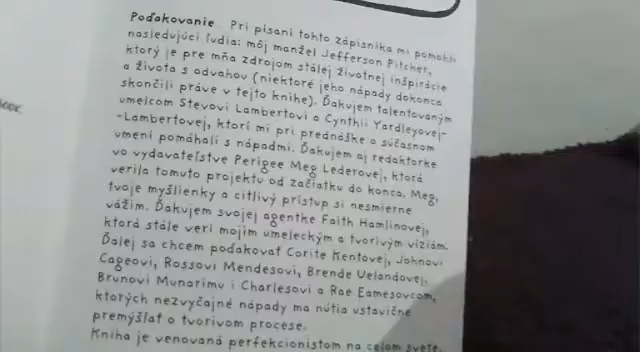 Poďakovanie Pri písaní tohto zápisníka mi pomohli
nasledujúci ľudia: môj manžel Jefferson Pitcher,
ktorý je pre mňa zdrojom stálej životnej inšpirácie
a života s odvahou (niektoré jeho nápady dokonca
skončili práve v tejto knihe). Ďakujem talentovaným
umelcom Stevovi Lambertovi a Cynthii Yardleyovej-
-Lambertovej, ktorí mi pri prednáške o súčasnom
umení pomáhali s nápadmi. Ďakujem aj redaktorke
vo vydavateľstve Perigee Meg Lederovej, ktorá
verila tomuto projektu od začiatku do konca. Meg,
tvoje myšlienky a citlivý prístup si nesmierne
vážim. Ďakujem svojej agentke Faith Hamlinovej,
ktorá stále verí mojim umeleckým a tvorivým víziám.
Ďalej sa chcem poďakovať Corite Kentovej, Johnovi
Cageovi, Rossovi Mendesovi, Brende Uelandovej,
Brunovi Munarimu i Charlesovi a Rae Eamesovcom,
ktorých nezvyčajné nápady ma nútia ustavične
premýšľať o tvorivom procese.
Kniha je venovaná perfekcionistom na celom svete.